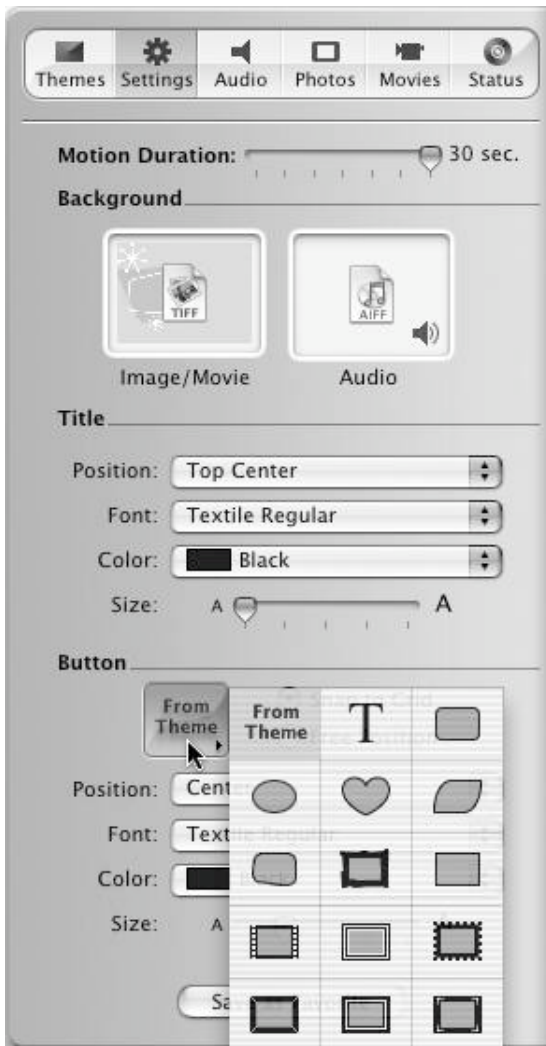 Themes Settings Audio Photos Movies Status
Motion Duration: 30 sec.
Background
TIFF AIFF
Image/Movie Audio
Title
Position: Top Center
Font: Textile Regular
Color: Black
Size: A A
Button
From Theme
From Theme
T
Position: Cent
Font: Text
Color:
Size: A